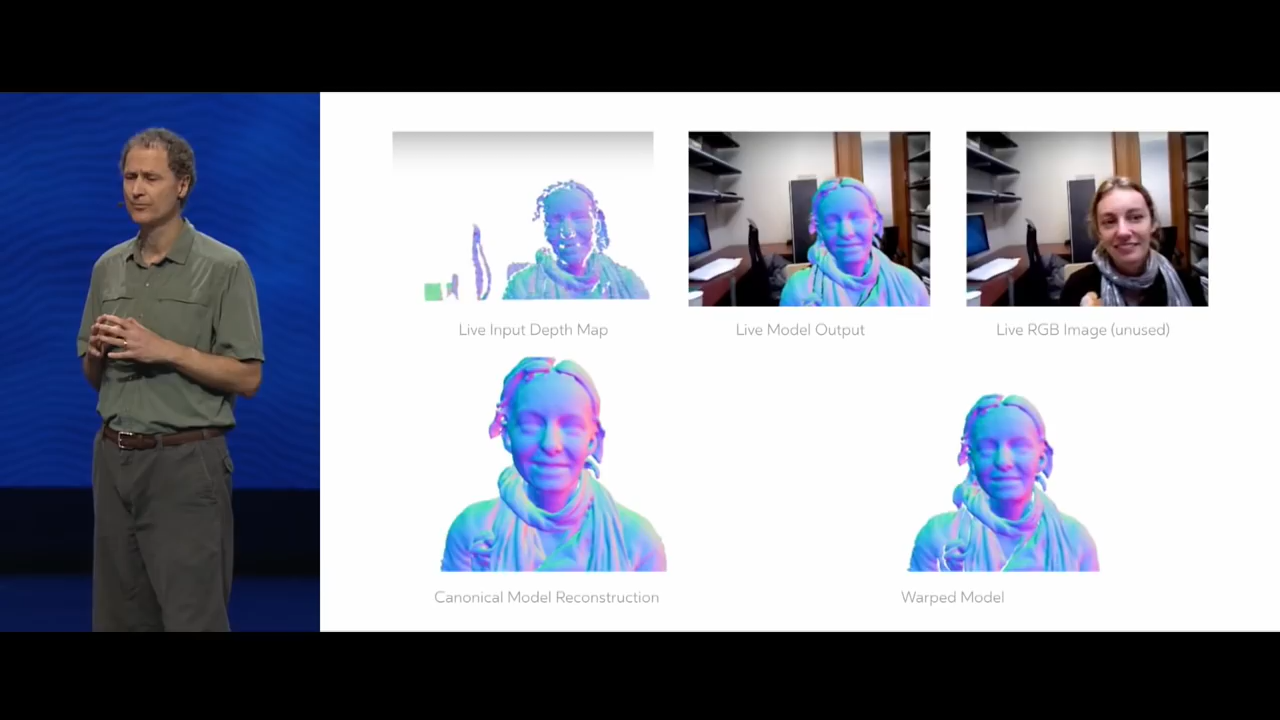 Live Input Depth Map
Live Model Output
Live RGB Image (unused)
Canonical Model Reconstruction
Warped Model